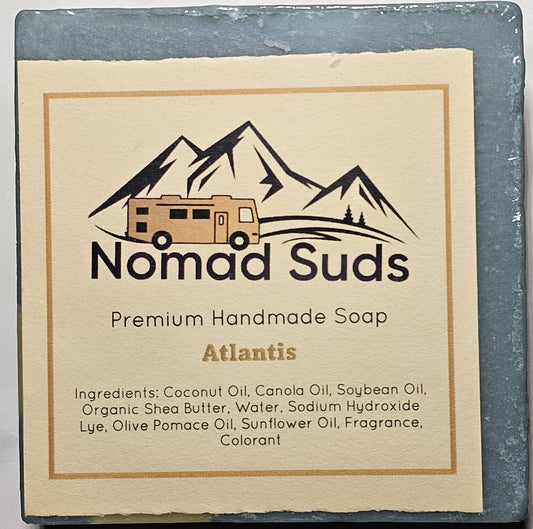 Nomad Suds
Premium Handmade Soap
Atlantis
Ingredients: Coconut Oil, Canola Oil, Soybean Oil,
Organic Shea Butter, Water, Sodium Hydroxide
Lye, Olive Pomace Oil, Sunflower Oil, Fragrance,
Colorant